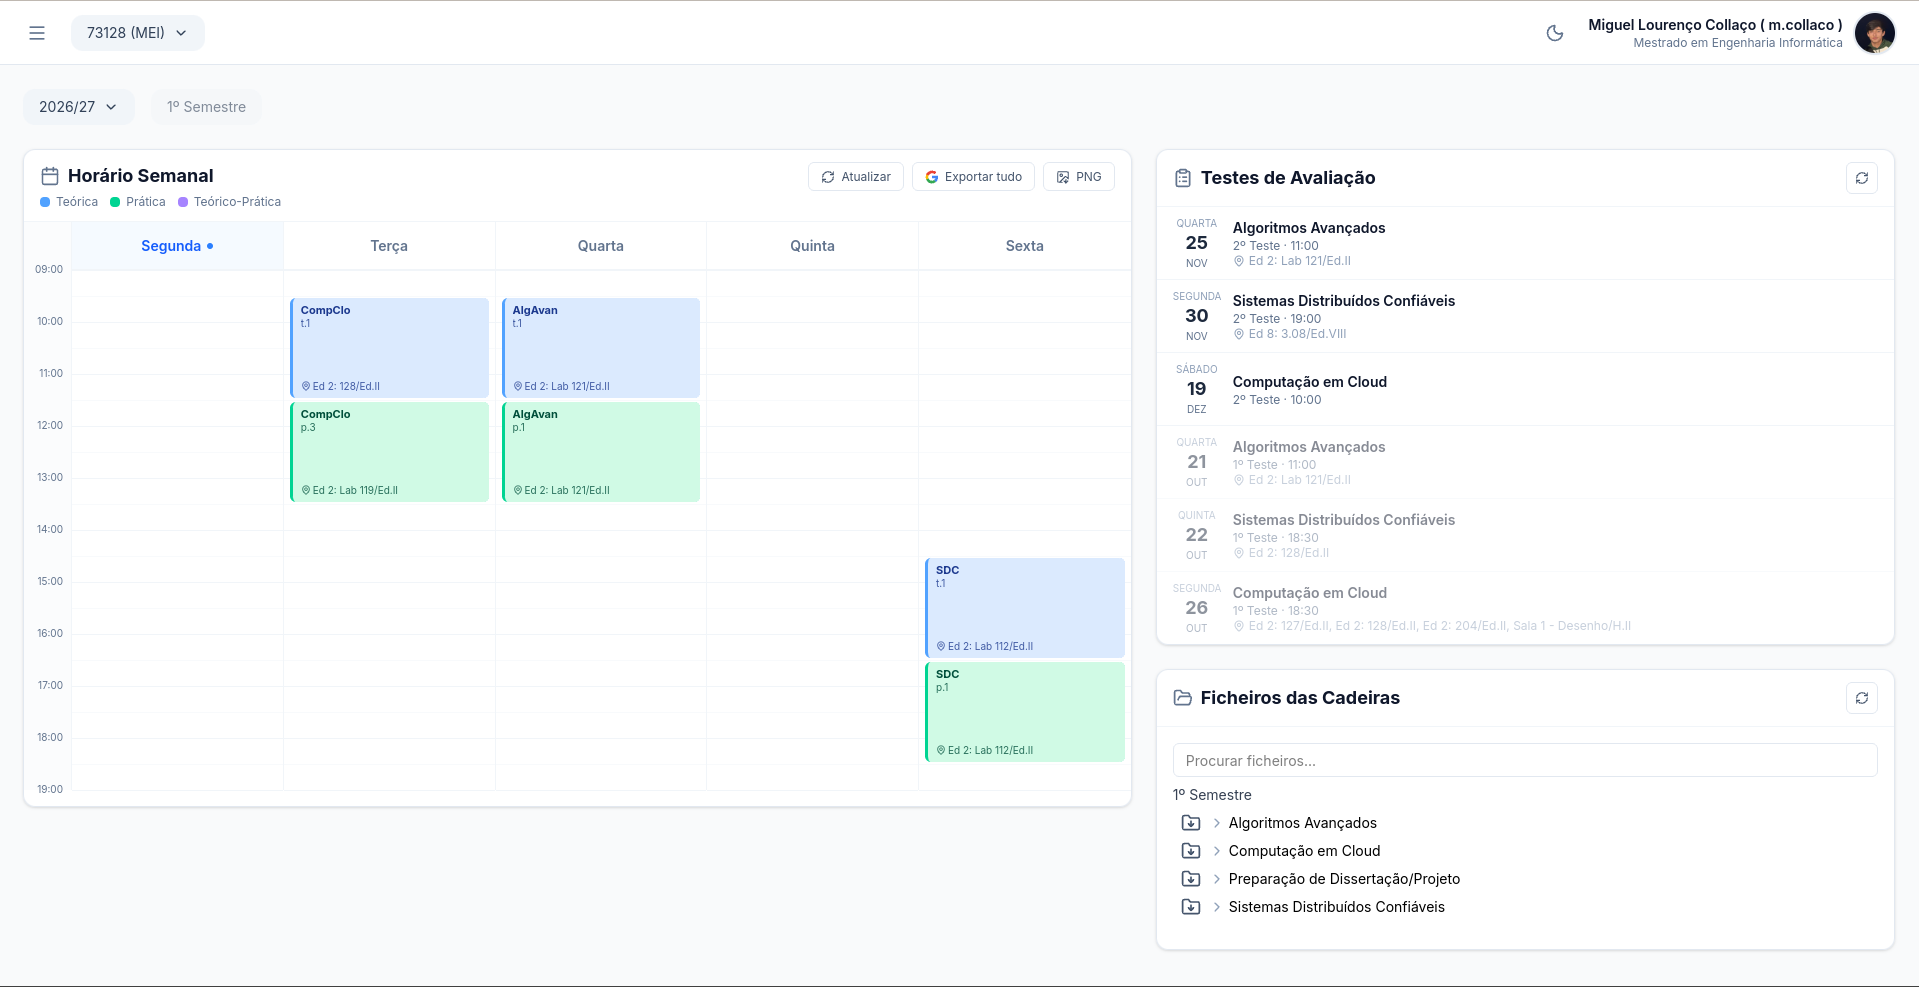 73128 (MEI)
Miguel Lourenço Collaço ( m.collaco )
Mestrado em Engenharia Informática
2026/27
1º Semestre
Horário Semanal
Atualizar
Exportar tudo
PNG
Teórica
Prática
Teórico-Prática
Segunda
Terça
Quarta
Quinta
Sexta
09:00
10:00
11:00
12:00
13:00
14:00
15:00
16:00
17:00
18:00
19:00
CompClo
t.1
Ed 2: 128/Ed.II
CompClo
p.3
Ed 2: Lab 119/Ed.II
AlgAvan
t.1
Ed 2: Lab 121/Ed.II
AlgAvan
p.1
Ed 2: Lab 121/Ed.II
SDC
t.1
Ed 2: Lab 112/Ed.II
SDC
p.1
Ed 2: Lab 112/Ed.II
Testes de Avaliação
QUARTA
25
NOV
Algoritmos Avançados
2º Teste · 11:00
Ed 2: Lab 121/Ed.II
SEGUNDA
30
NOV
Sistemas Distribuídos Confiáveis
2º Teste · 19:00
Ed 8: 3.08/Ed.VIII
SÁBADO
19
DEZ
Computação em Cloud
2º Teste · 10:00
QUARTA
21
OUT
Algoritmos Avançados
1º Teste · 11:00
Ed 2: Lab 121/Ed.II
QUINTA
22
OUT
Sistemas Distribuídos Confiáveis
1º Teste · 18:30
Ed 2: 128/Ed.II
SEGUNDA
26
OUT
Computação em Cloud
1º Teste · 18:30
Ed 2: 127/Ed.II, Ed 2: 128/Ed.II, Ed 2: 204/Ed.II, Sala 1 - Desenho/H.II
Ficheiros das Cadeiras
Procurar ficheiros...
1º Semestre
Algoritmos Avançados
Computação em Cloud
Preparação de Dissertação/Projeto
Sistemas Distribuídos Confiáveis